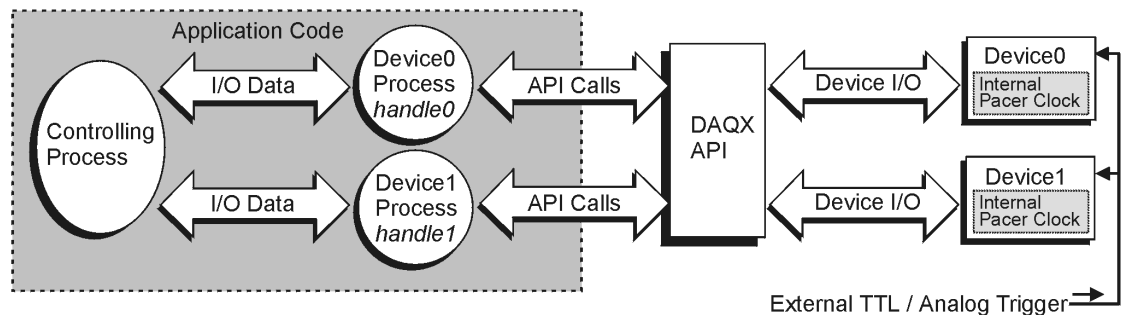 Application Code
Controlling
Process
I/O Data
Device0
Process
handle0
API Calls
I/O Data
Device1
Process
handle1
API Calls
DAQX
API
Device I/O
Device0
Internal
Pacer Clock
Device I/O
Device1
Internal
Pacer Clock
External TTL / Analog Trigger